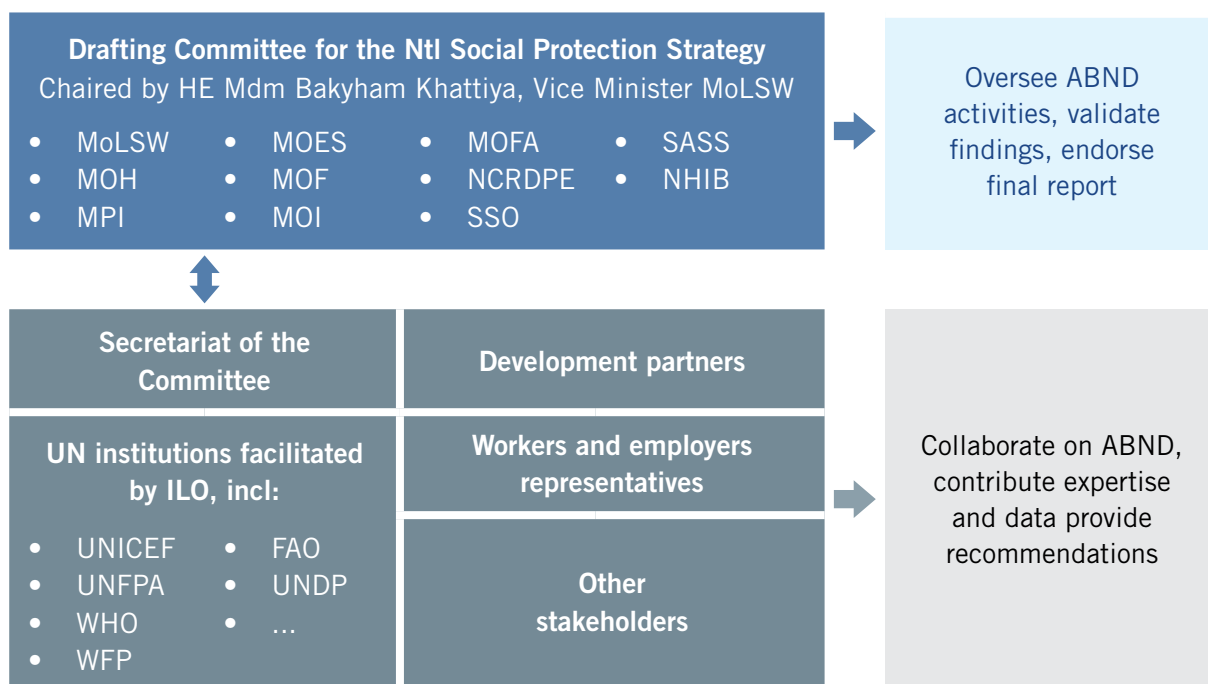 Drafting Committee for the Ntl Social Protection Strategy
Chaired by HE Mdm Bakyham Khattiya, Vice Minister MoLSW
• MoLSW
• MOH
• MPI
• MOES
• MOF
• MOI
• MOFA
• NCRDPE
• SSO
• SASS
• NHIB
Oversee ABND
activities, validate
findings, endorse
final report
Secretariat of the
Committee
Development partners
UN institutions facilitated
by ILO, incl:
• UNICEF
• UNFPA
• WHO
• WFP
• FAO
• UNDP
• ...
Workers and employers
representatives
Other
stakeholders
Collaborate on ABND,
contribute expertise
and data provide
recommendations